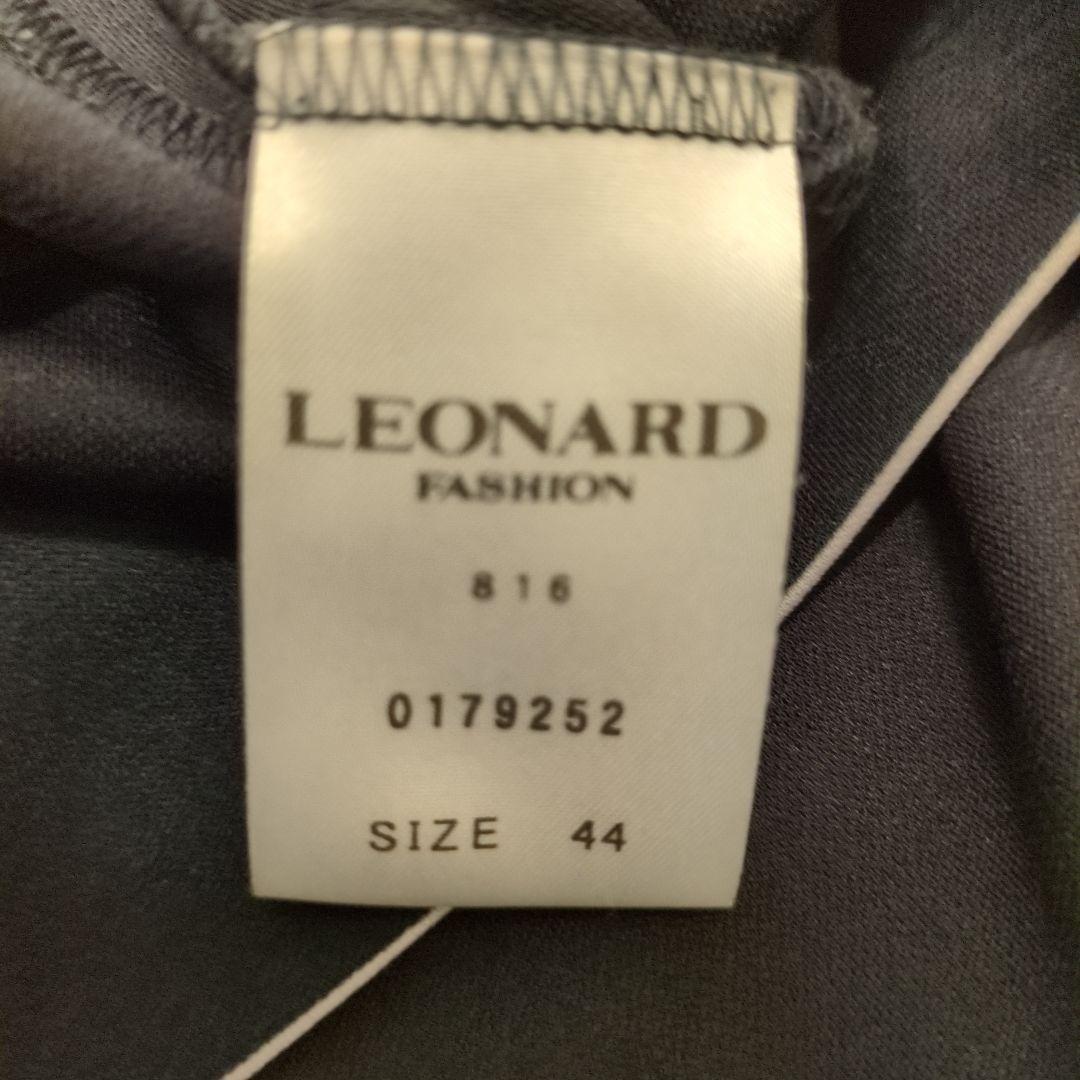 LEONARD
FASHION
816
0179252
SIZE 44